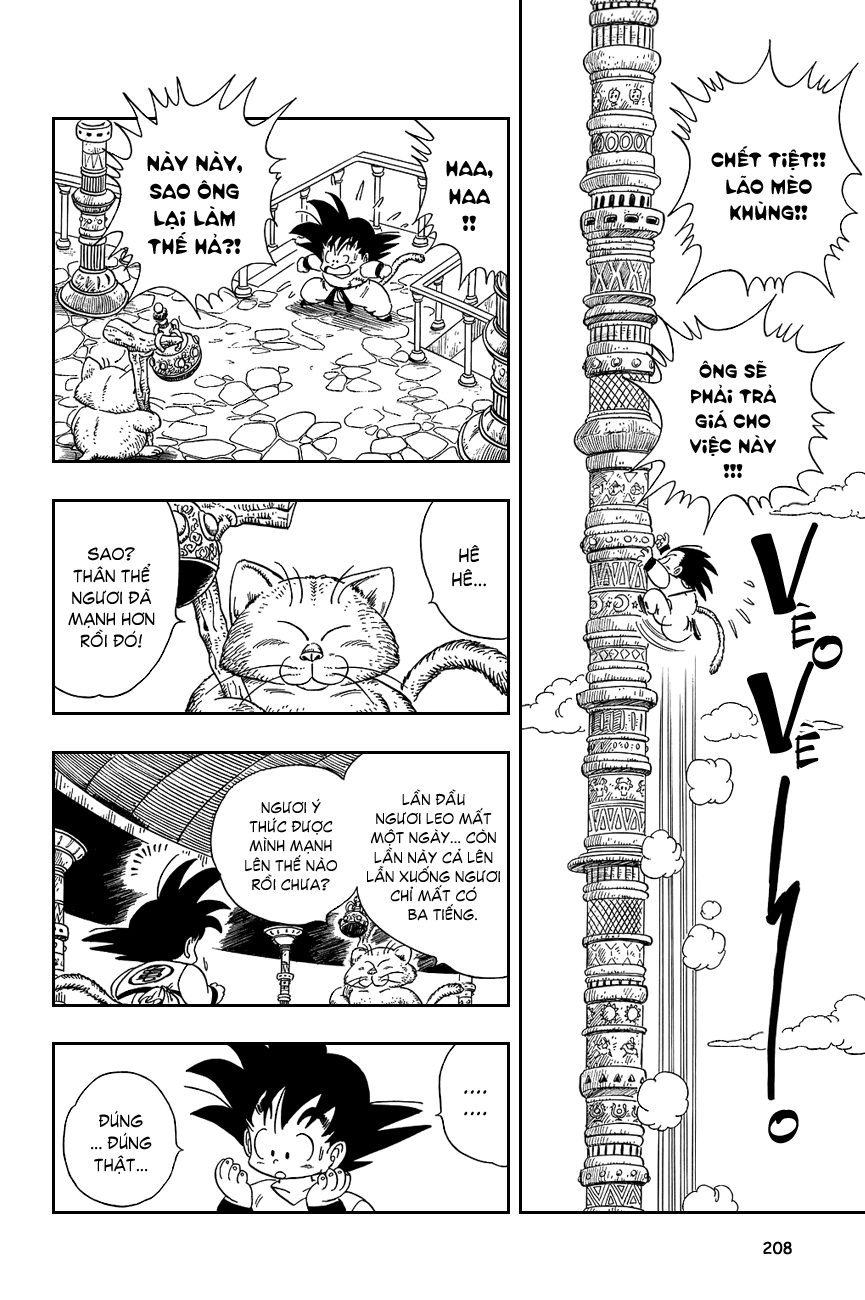 CHẾT TIỆT!!
LÃO MÈO
KHÙNG!!
ÔNG SẼ
PHẢI TRẢ
GIÁ CHO
VIỆC NÀY
!!!
VÈO
VÈO
HAA,
HAA
!!
NÀY NÀY,
SAO ÔNG
LẠI LÀM
THẾ HẢ?!
HÊ
HÊ...
SAO?
THÂN THỂ
NGƯƠI ĐÃ
MẠNH HƠN
RỒI ĐÓ!
LẦN ĐẦU
NGƯƠI LEO MẤT
MỘT NGÀY... CÒN
LẦN NÀY CẢ LÊN
LẪN XUỐNG NGƯƠI
CHỈ MẤT CÓ
BA TIẾNG.
NGƯƠI Ý
THỨC ĐƯỢC
MÌNH MẠNH
LÊN THẾ NÀO
RỒI CHƯA?
....
....
ĐÚNG
... ĐÚNG
THẬT...
208